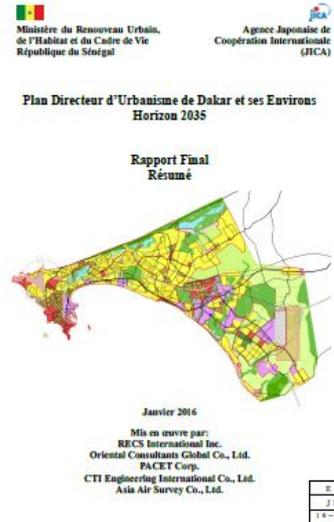 Ministère du Renouveau Urbain,
de l'Habitat et du Cadre de Vie
République du Sénégal
JICA
Agence Japonaise de
Coopération Internationale
(JICA)
Plan Directeur d'Urbanisme de Dakar et ses Environs
Horizon 2035
Rapport Final
Résumé
Janvier 2016
Mis en œuvre par:
RECS International Inc.
Oriental Consultants Global Co., Ltd.
PACET Corp.
CTI Engineering International Co., Ltd.
Asia Air Survey Co., Ltd.